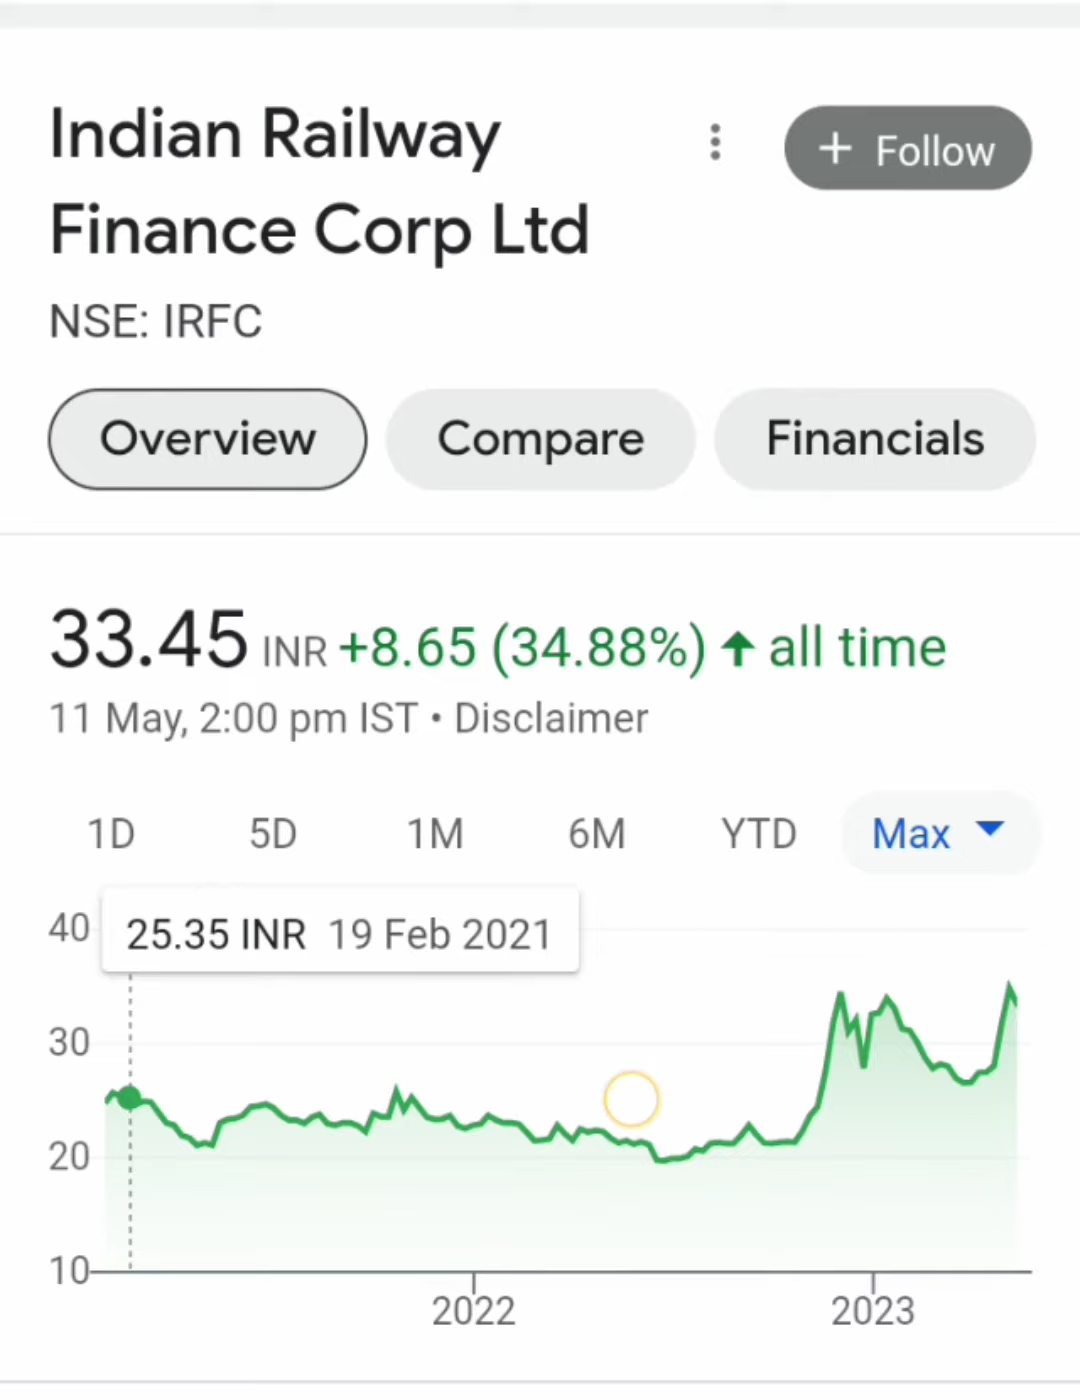 Indian Railway
Finance Corp Ltd
+ Follow
NSE: IRFC
Overview Compare Financials
33.45 INR +8.65 (34.88%) ↑ all time
11 May, 2:00 pm IST • Disclaimer
1D 5D 1M 6M YTD Max
25.35 INR 19 Feb 2021
40
30
20
10
2022 2023